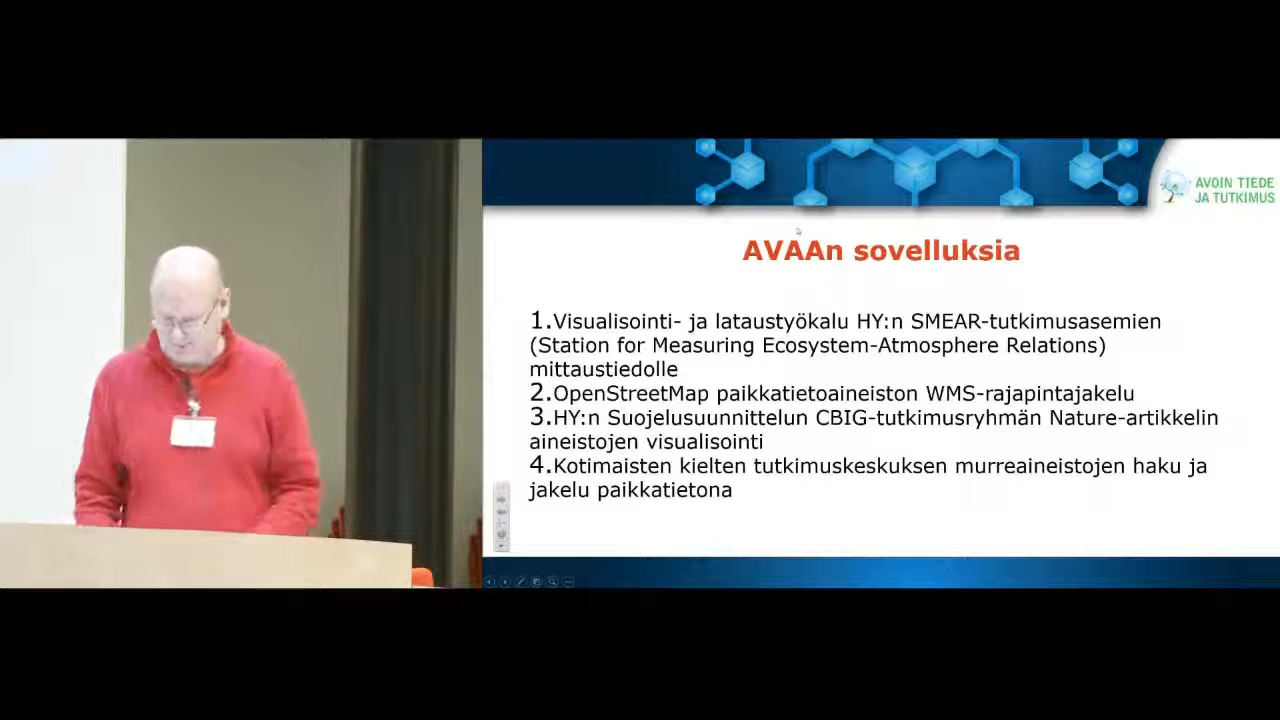 AVOIN TIEDE
JA TUTKIMUS
AVAAn sovelluksia
1.Visualisointi- ja lataustyökalu HY:n SMEAR-tutkimusasemien
(Station for Measuring Ecosystem-Atmosphere Relations)
mittaustiedolle
2.OpenStreetMap paikkatietoaineiston WMS-rajapintajakelu
3.HY:n Suojelusuunnittelun CBIG-tutkimusryhmän Nature-artikkelin
aineistojen visualisointi
4.Kotimaisten kielten tutkimuskeskuksen murreaineistojen haku ja
jakelu paikkatietona